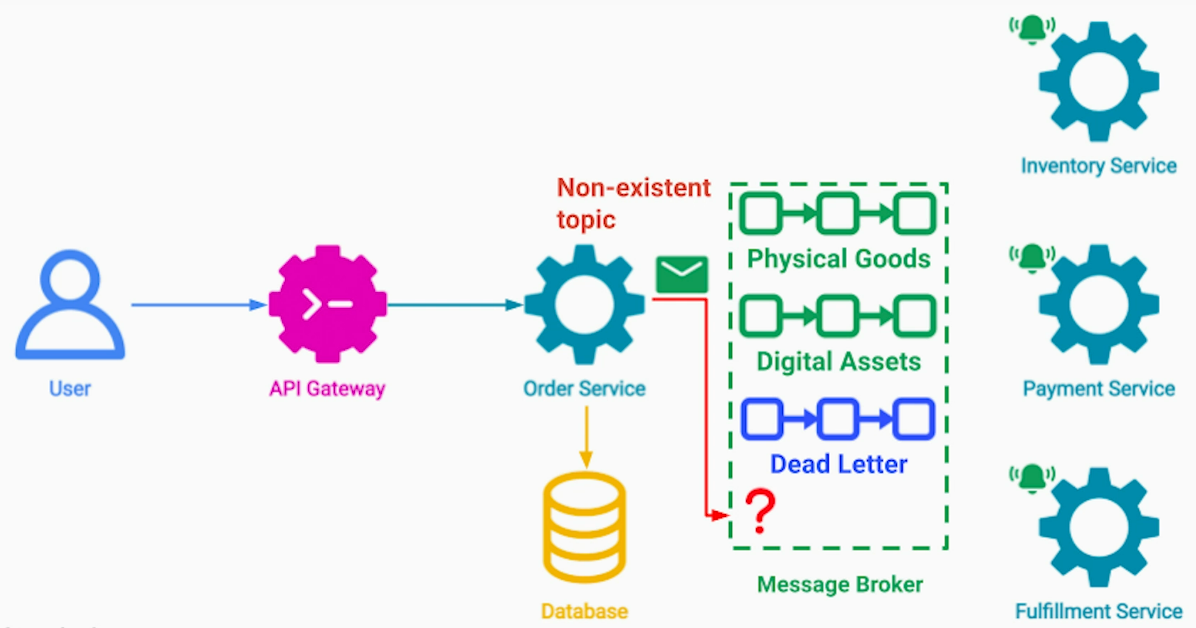 Inventory Service
Non-existent
topic
Physical Goods
Digital Assets
User
API Gateway
Order Service
Payment Service
Dead Letter
?
Message Broker
Database
Fulfillment Service